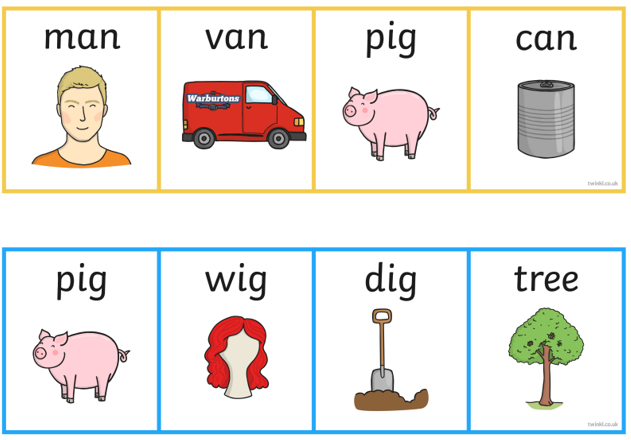 man
van
pig
can
Warburtons
twinkl.co.uk
pig
wig
dig
tree
twinkl.co.uk